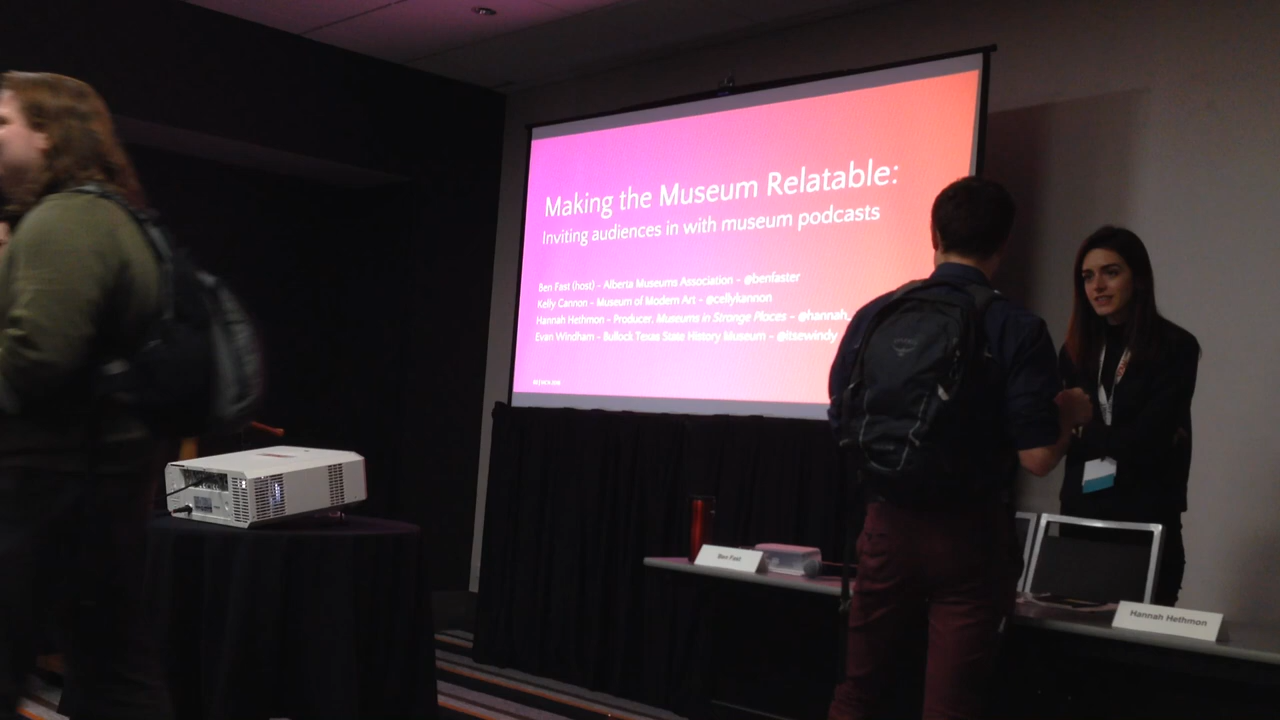 Making the Museum Relatable:
Inviting audiences in with museum podcasts
Ben Fast (host) – Alberta Museums Association – @benfaster
Kelly Cannon – Museum of Modern Art – @cellykannon
Hannah Hethmon – Producer, Museums in Strange Places – @hannah_
Evan Windham – Bullock Texas State History Museum – @itsewindy
Ben Fast
Hannah Hethmon